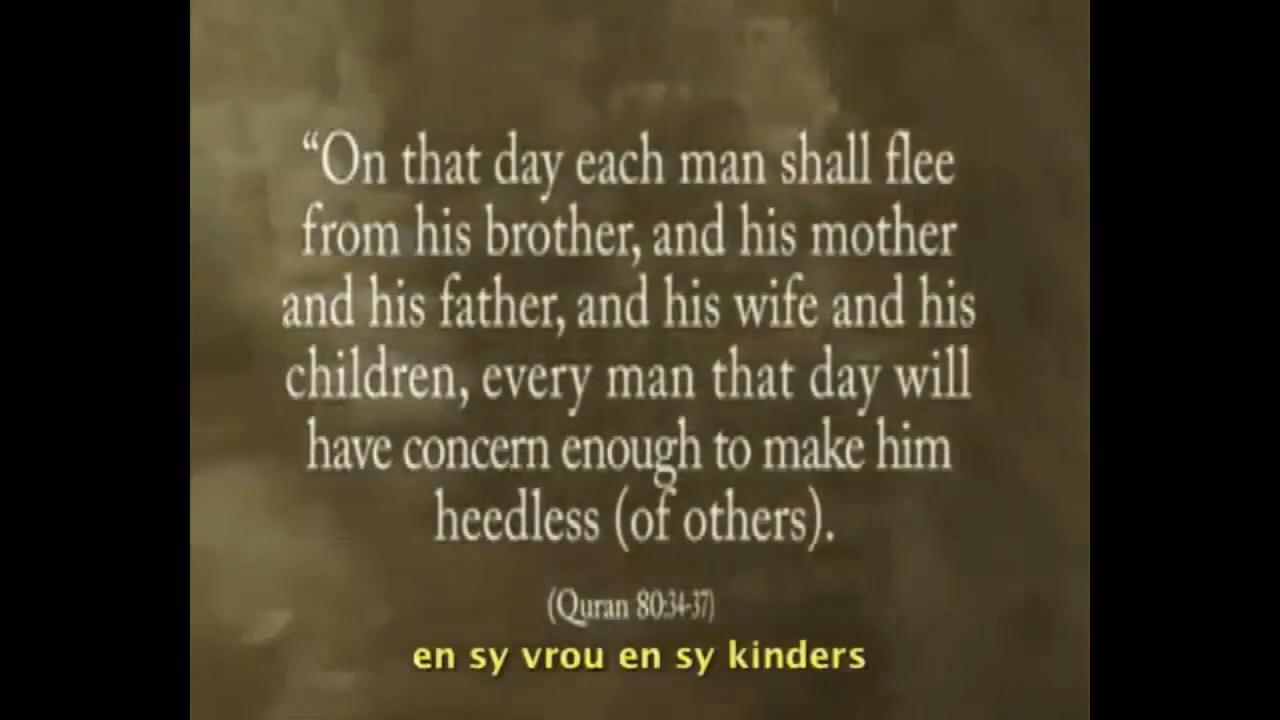 “On that day each man shall flee
from his brother, and his mother
and his father, and his wife and his
children, every man that day will
have concern enough to make him
heedless (of others).
(Quran 80:34-37)
en sy vrou en sy kinders